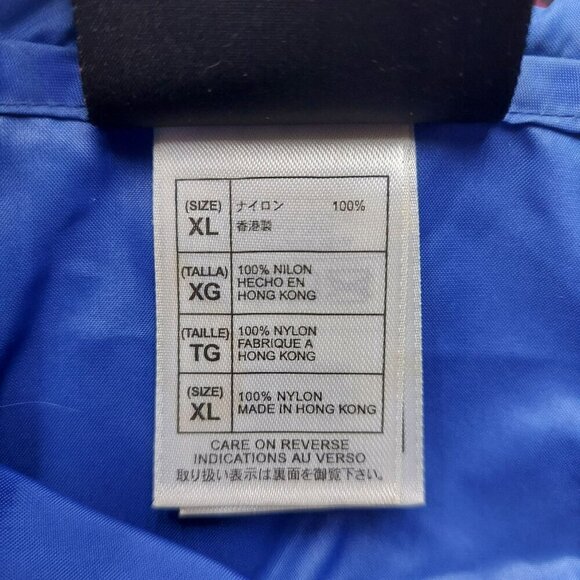 (SIZE)
XL
ナイロン 100%
香港製
(TALLA)
XG
100% NILON
HECHO EN
HONG KONG
(TAILLE)
TG
100% NYLON
FABRIQUE A
HONG KONG
(SIZE)
XL
100% NYLON
MADE IN HONG KONG
CARE ON REVERSE
INDICATIONS AU VERSO
取り扱い表示は裏面を御覧下さい。